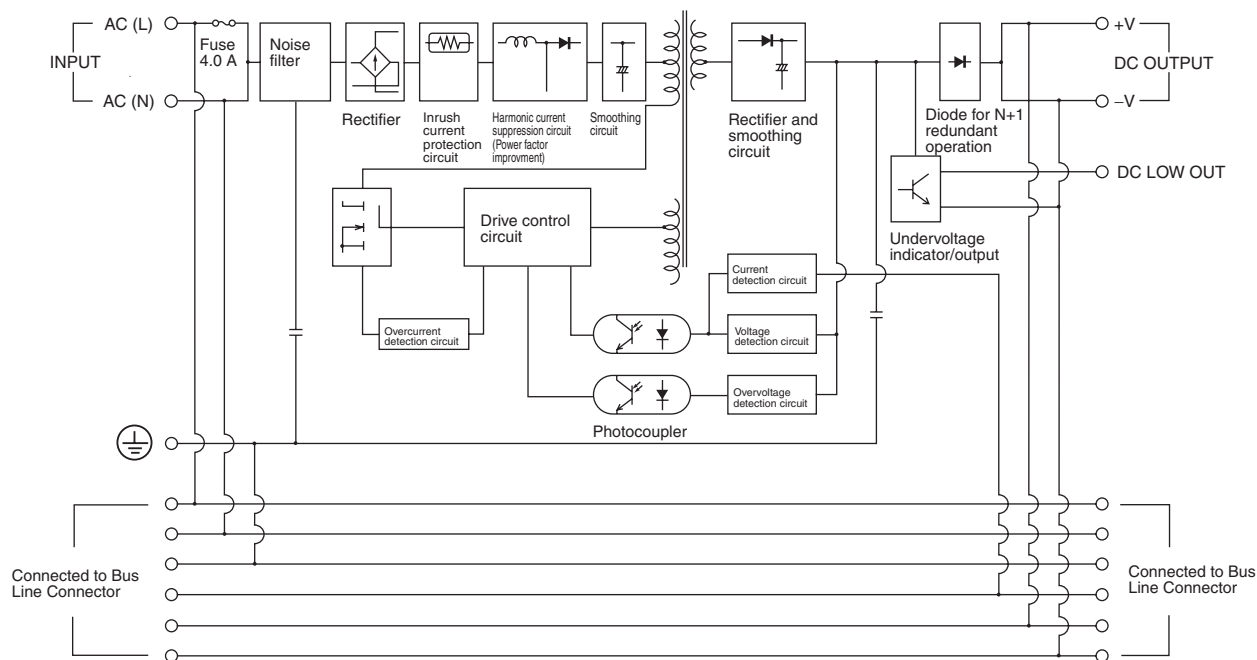 AC (L)
INPUT
AC (N)
Fuse
4.0 A
Noise
filter
Rectifier
Inrush
current
protection
circuit
Harmonic current
suppression circuit
(Power factor
improvment)
Smoothing
circuit
Rectifier and
smoothing
circuit
Diode for N+1
redundant
operation
+V
DC OUTPUT
–V
DC LOW OUT
Undervoltage
indicator/output
Drive control
circuit
Overcurrent
detection circuit
Current
detection circuit
Voltage
detection circuit
Overvoltage
detection circuit
Photocoupler
Connected to Bus
Line Connector
Connected to Bus
Line Connector